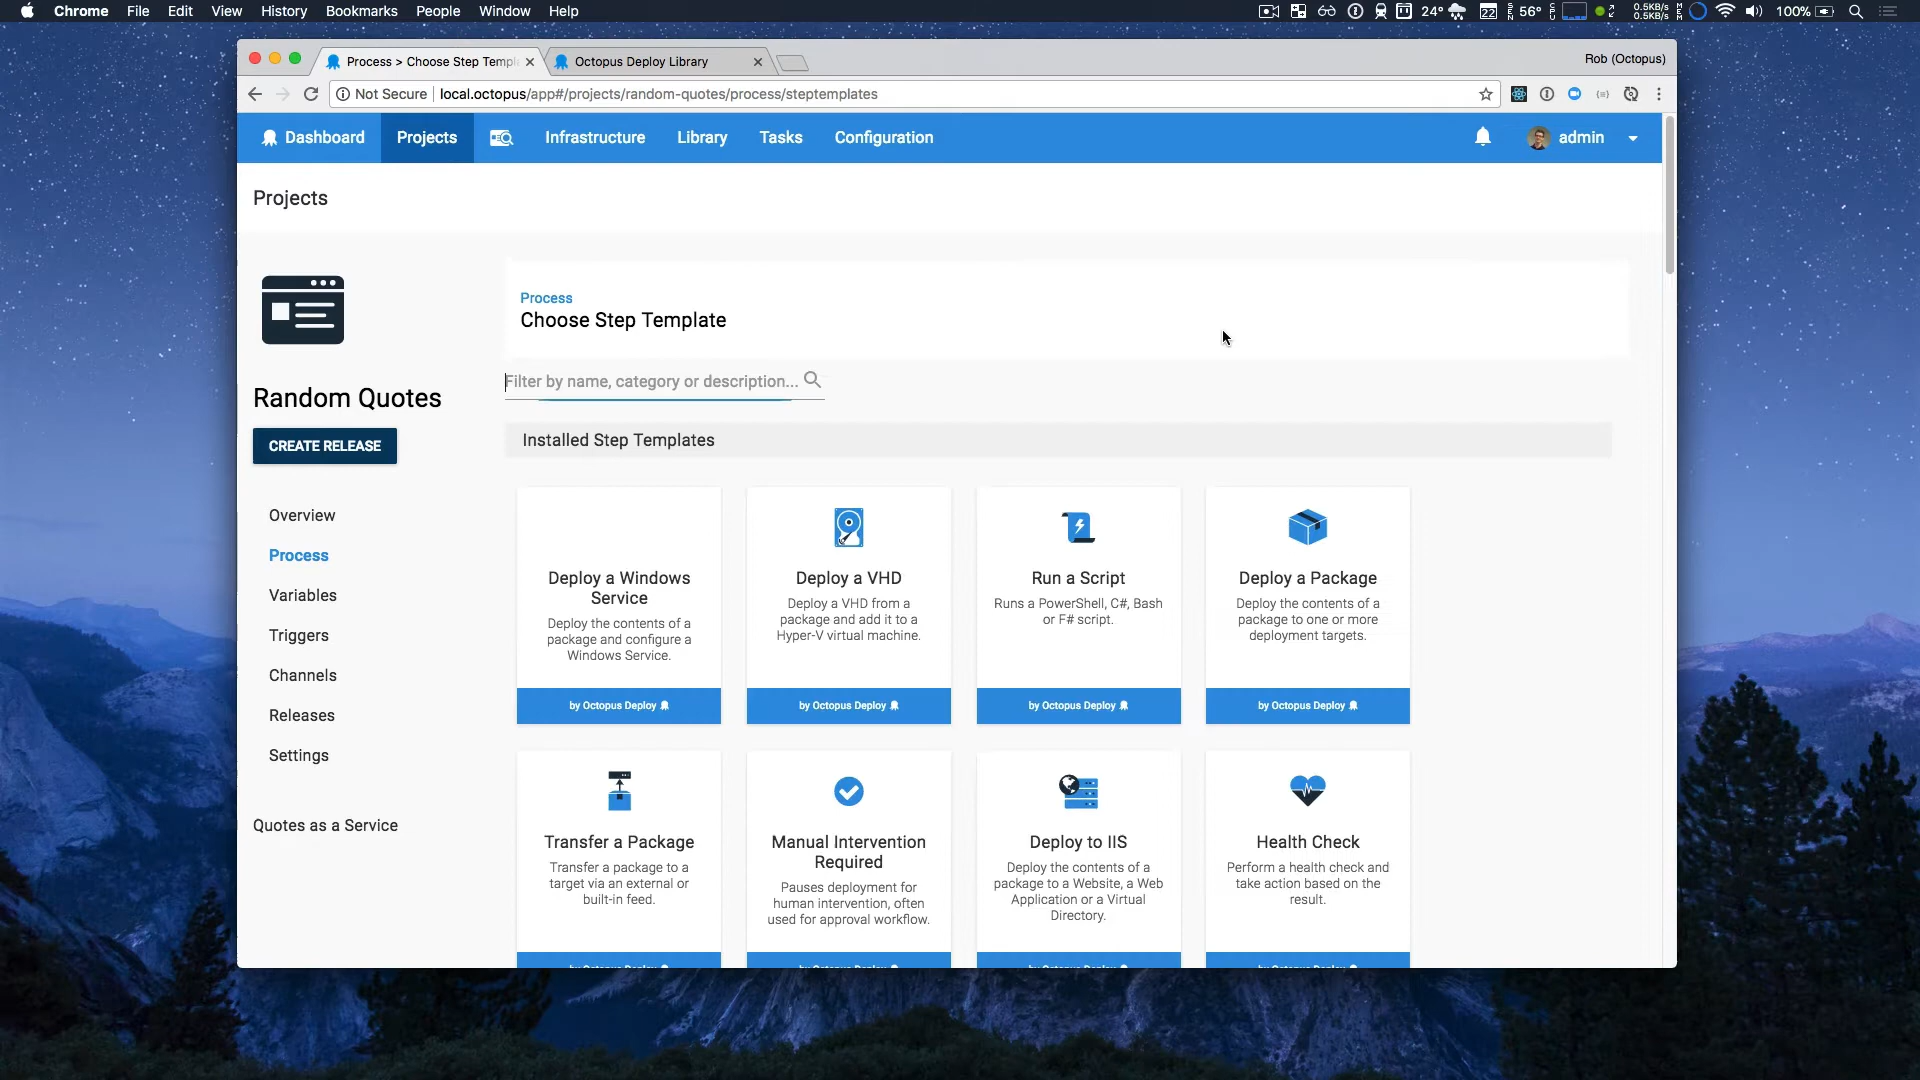 Chrome File Edit View History Bookmarks People Window Help 24° 22 56° 0.5KB/s 0.5KB/s 100%
Process > Choose Step Templ Octopus Deploy Library Rob (Octopus)
Not Secure local.octopus/app#/projects/random-quotes/process/steptemplates
Dashboard Projects Infrastructure Library Tasks Configuration admin
Projects
Process
Choose Step Template
Filter by name, category or description...
Random Quotes
CREATE RELEASE
Installed Step Templates
Overview
Process
Variables
Triggers
Channels
Releases
Settings
Quotes as a Service
Deploy a Windows
Service
Deploy the contents of a
package and configure a
Windows Service.
by Octopus Deploy
Deploy a VHD
Deploy a VHD from a
package and add it to a
Hyper-V virtual machine.
by Octopus Deploy
Run a Script
Runs a PowerShell, C#, Bash
or F# script.
by Octopus Deploy
Deploy a Package
Deploy the contents of a
package to one or more
deployment targets.
by Octopus Deploy
Transfer a Package
Transfer a package to a
target via an external or
built-in feed.
Manual Intervention
Required
Pauses deployment for
human intervention, often
used for approval workflow.
Deploy to IIS
Deploy the contents of a
package to a Website, a Web
Application or a Virtual
Directory.
Health Check
Perform a health check and
take action based on the
result.